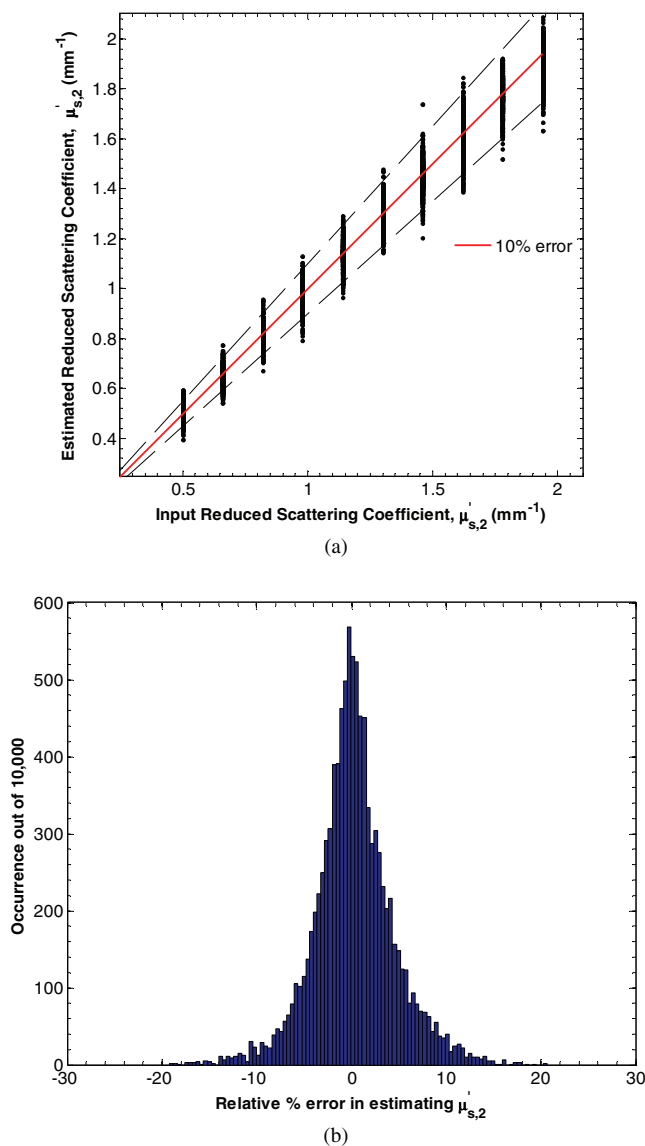 2
1.8
1.6
1.4
1.2
1
0.8
0.6
0.4
Estimated Reduced Scattering Coefficient, μ's,2 (mm-1)
10% error
0.5 1 1.5 2
Input Reduced Scattering Coefficient, μ's,2 (mm-1)
(a)
600
500
400
300
200
100
0
Occurrence out of 10,000
-30 -20 -10 0 10 20 30
Relative % error in estimating μ's,2
(b)